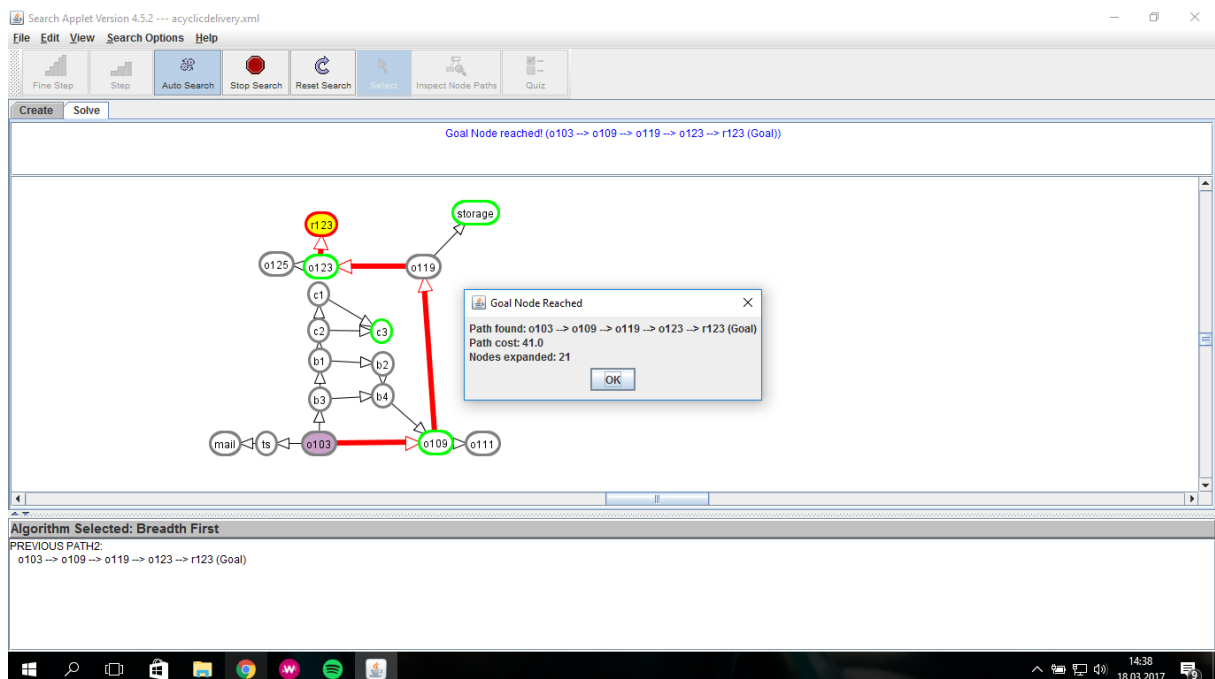 Search Applet Version 4.5.2 --- acyclicdelivery.xml
File Edit View Search Options Help
Fine Step Step Auto Search Stop Search Reset Search Select Inspect Node Paths Quiz
Create Solve
Goal Node reached! (o103 --> o109 --> o119 --> o123 --> r123 (Goal))
storage
r123
o125 o123 o119
c1
c2 c3
b1 b2
b3 b4
mail ts o103 o109 o111
Goal Node Reached
Path found: o103 --> o109 --> o119 --> o123 --> r123 (Goal)
Path cost: 41.0
Nodes expanded: 21
OK
Algorithm Selected: Breadth First
PREVIOUS PATH2:
o103 --> o109 --> o119 --> o123 --> r123 (Goal)
14:38
18.03.2017
9